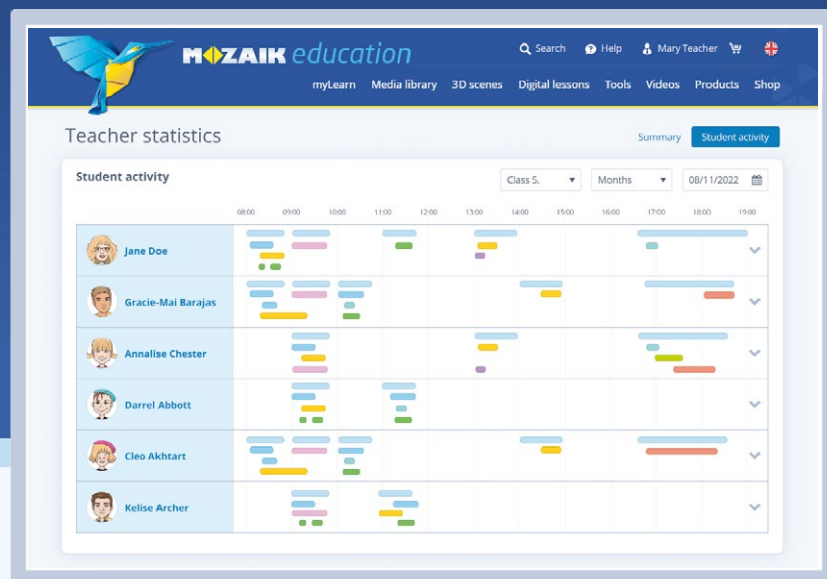 MOZAIK education
Search Help Mary Teacher
myLearn Media library 3D scenes Digital lessons Tools Videos Products Shop
Teacher statistics
Summary Student activity
Student activity
Class 5. Months 08/11/2022
08:00 09:00 10:00 11:00 12:00 13:00 14:00 15:00 16:00 17:00 18:00 19:00
Jane Doe
Gracie-Mai Barajas
Annalise Chester
Darrel Abbott
Cleo Akhtart
Kelise Archer